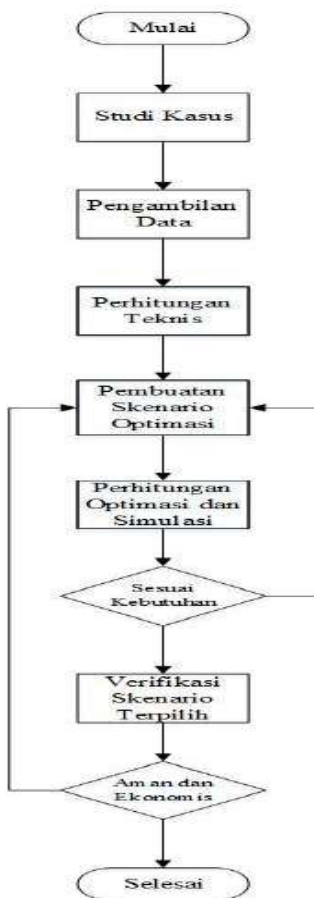 Mulai
Studi Kasus
Pengambilan
Data
Perhitungan
Teknis
Pembuatan
Skenario
Optimasi
Perhitungan
Optimasi dan
Simulasi
Sesuai
Kebutuhan
Verifikasi
Skenario
Terpilih
Aman dan
Ekonomis
Selesai